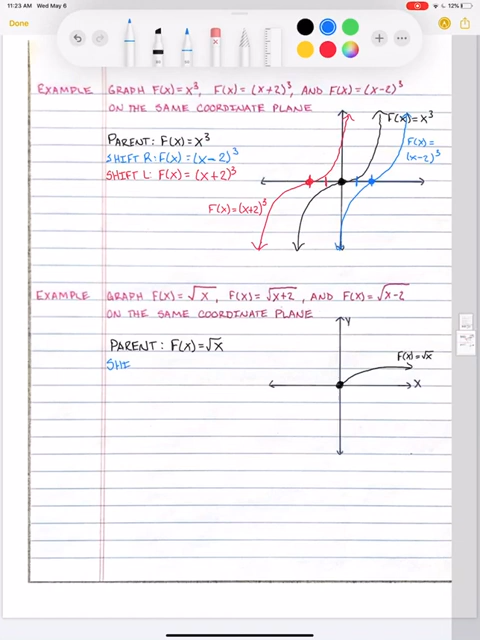 11:23 AM Wed May 6
12%
Done
EXAMPLE GRAPH F(X) = X³, F(X) = (X+2)³, AND F(X) = (X-2)³
ON THE SAME COORDINATE PLANE
F(X) = X³
PARENT: F(X) = X³
SHIFT R: F(X) = (X-2)³
F(X) =
(X-2)³
SHIFT L: F(X) = (X+2)³
F(X) = (X+2)³
EXAMPLE GRAPH F(X) = √X, F(X) = √X+2, AND F(X) = √X-2
ON THE SAME COORDINATE PLANE
Y
PARENT: F(X) = √X
F(X) = √X
SHI
X